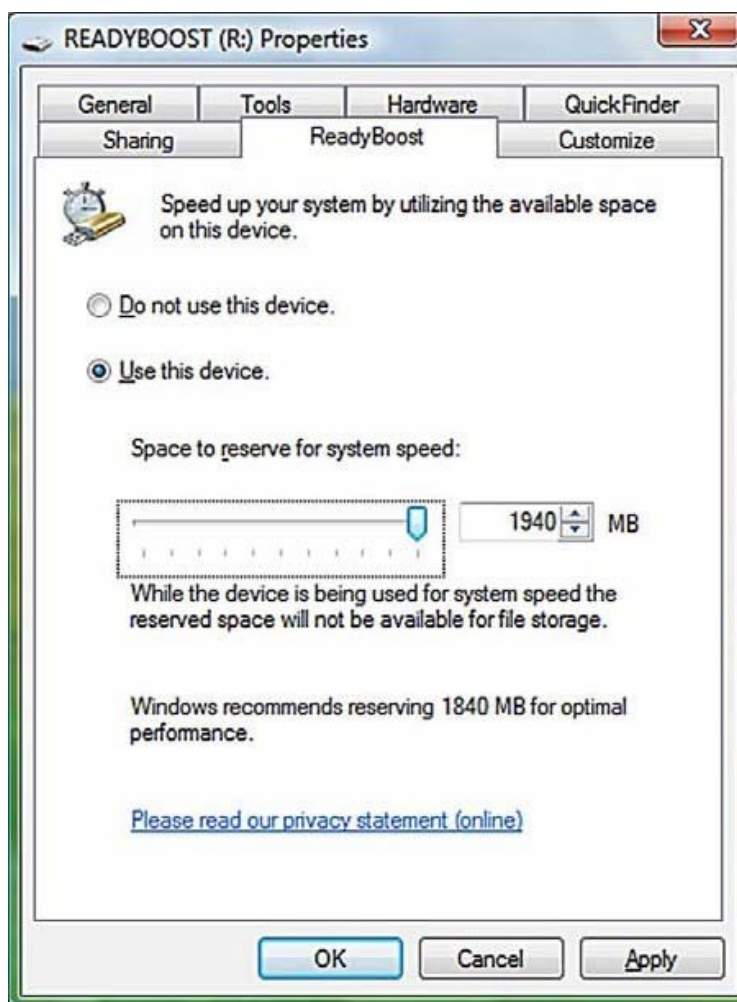 READYBOOST (R:) Properties
General Tools Hardware QuickFinder
Sharing ReadyBoost Customize
Speed up your system by utilizing the available space
on this device.
Do not use this device.
Use this device.
Space to reserve for system speed:
1940 MB
While the device is being used for system speed the
reserved space will not be available for file storage.
Windows recommends reserving 1840 MB for optimal
performance.
Please read our privacy statement (online)
OK Cancel Apply